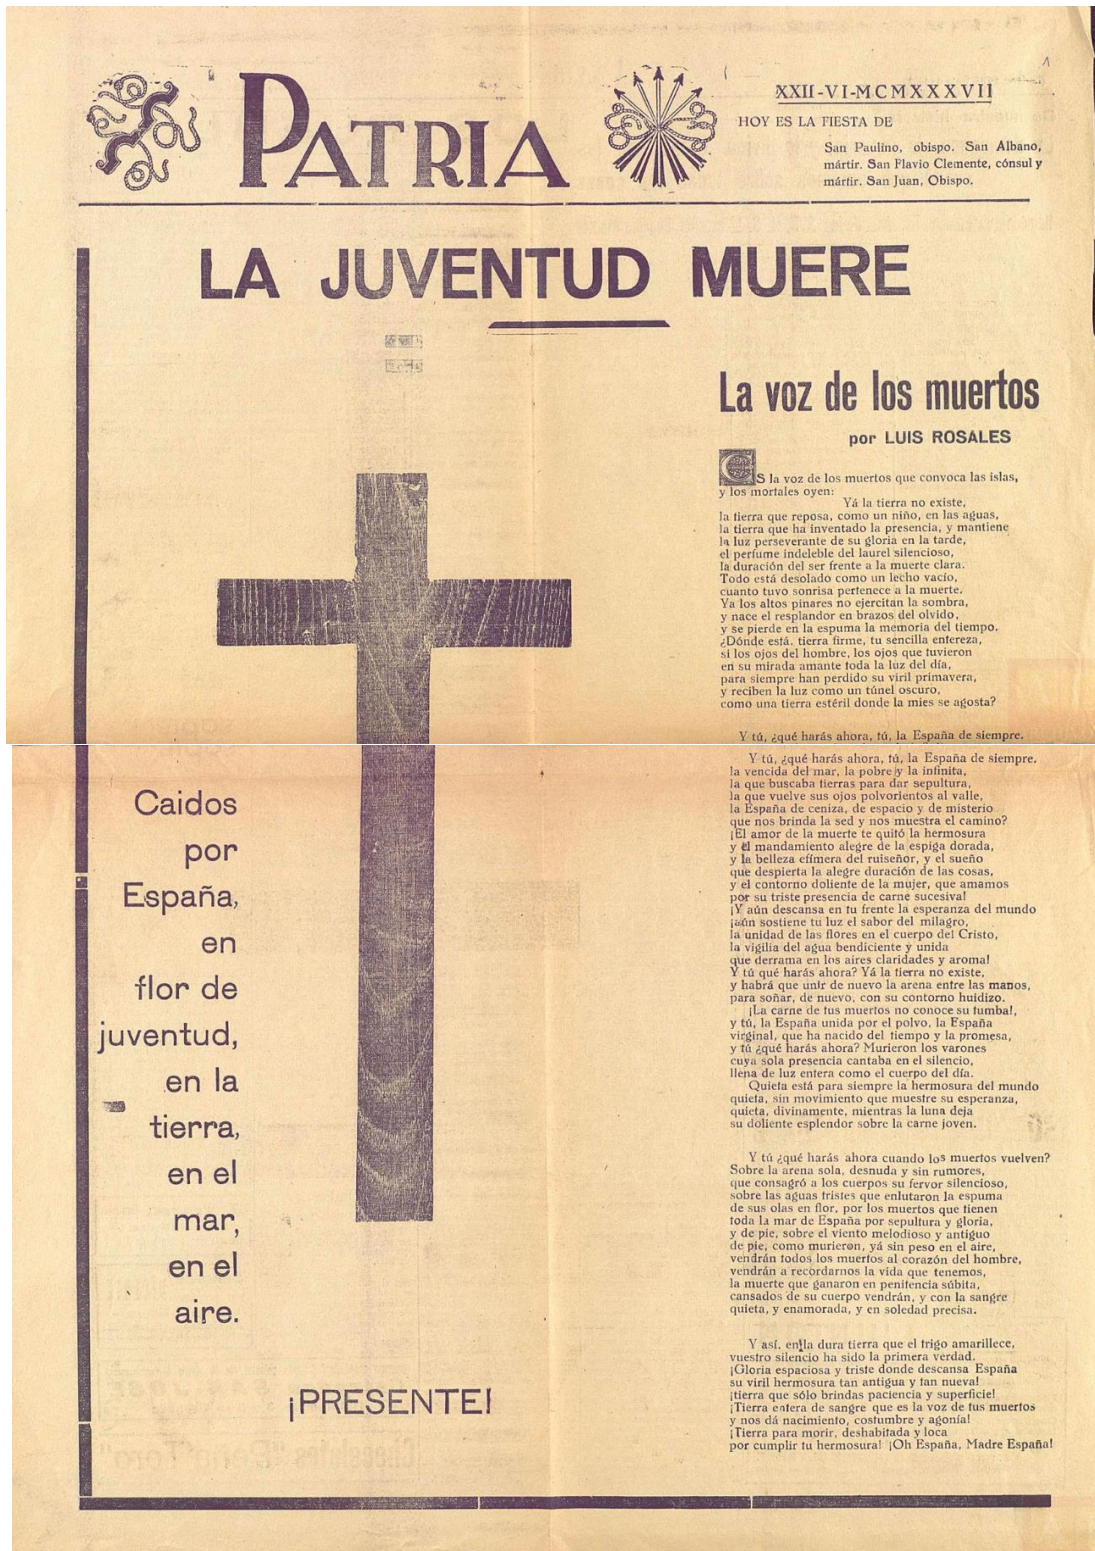 PATRIA
XXII-VI-MCMXXXVII
HOY ES LA FIESTA DE
San Paulino, obispo. San Albano,
mártir. San Flavio Clemente, cónsul y
mártir. San Juan, Obispo.
LA JUVENTUD MUERE
La voz de los muertos
por LUIS ROSALES
ES la voz de los muertos que convoca las islas,
y los mortales oyen:
Yá la tierra no existe,
la tierra que reposa, como un niño, en las aguas,
la tierra que ha inventado la presencia, y mantiene
la luz perseverante de su gloria en la tarde,
el perfume indeleble del laurel silencioso,
la duración del ser frente a la muerte clara.
Todo está desolado como un lecho vacío,
cuanto tuvo sonrisa pertenece a la muerte.
Ya los altos pinares no ejercitan la sombra,
y nace el resplandor en brazos del olvido,
y se pierde en la espuma la memoria del tiempo.
¿Dónde está, tierra firme, tu sencilla entereza,
si los ojos del hombre, los ojos que tuvieron
en su mirada amante toda la luz del día,
para siempre han perdido su viril primavera,
y reciben la luz como un túnel oscuro,
como una tierra estéril donde la mies se agosta?
Y tú, ¿qué harás ahora, tú, la España de siempre.
Y tú, ¿qué harás ahora, tú, la España de siempre.
la vencida del mar, la pobre y la infinita,
la que buscaba tierras para dar sepultura,
la que vuelve sus ojos polvorientos al valle,
la España de ceniza, de espacio y de misterio
que nos brinda la sed y nos muestra el camino?
¡El amor de la muerte te quitó la hermosura
y el mandamiento alegre de la espiga dorada,
y la belleza efímera del ruiseñor, y el sueño
que despierta la alegre duración de las cosas,
y el contorno doliente de la mujer, que amamos
por su triste presencia de carne sucesiva!
¡Y aún descansa en tu frente la esperanza del mundo
¡aún sostiene tu luz el sabor del milagro,
la unidad de las flores en el cuerpo del Cristo,
la vigilia del agua bendiciente y unida
que derrama en los aires claridades y aroma!
Y tú qué harás ahora? Yá la tierra no existe,
y habrá que unir de nuevo la arena entre las manos,
para soñar, de nuevo, con su contorno huidizo.
¡La carne de tus muertos no conoce su tumba!,
y tú, la España unida por el polvo, la España
virginal, que ha nacido del tiempo y la promesa,
y tú ¿qué harás ahora? Murieron los varones
cuya sola presencia cantaba en el silencio,
llena de luz entera como el cuerpo del día.
Quieta está para siempre la hermosura del mundo
quieta, sin movimiento que muestre su esperanza,
quieta, divinamente, mientras la luna deja
su doliente esplendor sobre la carne joven.
Y tú ¿qué harás ahora cuando los muertos vuelven?
Sobre la arena sola, desnuda y sin rumores,
que consagró a los cuerpos su fervor silencioso,
sobre las aguas tristes que enlutaron la espuma
de sus olas en flor, por los muertos que tienen
toda la mar de España por sepultura y gloria,
y de pie, sobre el viento melodioso y antiguo
de pie, como murieron, yá sin peso en el aire,
vendrán todos los muertos al corazón del hombre,
vendrán a recordarnos la vida que tenemos,
la muerte que ganaron en penitencia súbita,
cansados de su cuerpo vendrán, y con la sangre
quieta, y enamorada, y en soledad precisa.
Y así, en la dura tierra que el trigo amarillece,
vuestro silencio ha sido la primera verdad.
¡Gloria espaciosa y triste donde descansa España
su viril hermosura tan antigua y tan nueva!
¡tierra que sólo brindas paciencia y superficie!
¡Tierra entera de sangre que es la voz de tus muertos
y nos dá nacimiento, costumbre y agonía!
¡Tierra para morir, deshabitada y loca
por cumplir tu hermosura! ¡Oh España, Madre España!
Caidos
por
España,
en
flor de
juventud,
en la
tierra,
en el
mar,
en el
aire.
¡PRESENTE!